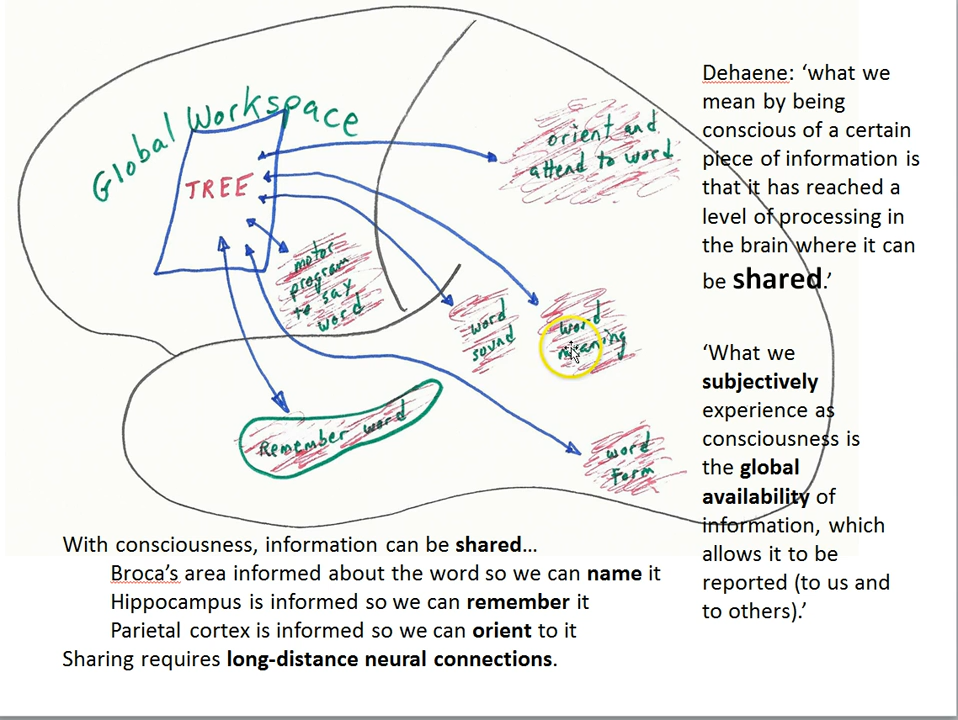 Global Workspace
TREE
orient and
attend to word
motor
program
to say
word
word
sound
word
meaning
Remember word
word
Form
Dehaene: ‘what we
mean by being
conscious of a certain
piece of information is
that it has reached a
level of processing in
the brain where it can
be shared.’
‘What we
subjectively
experience as
consciousness is
the global
availability of
information, which
allows it to be
reported (to us and
to others).’
With consciousness, information can be shared…
Broca’s area informed about the word so we can name it
Hippocampus is informed so we can remember it
Parietal cortex is informed so we can orient to it
Sharing requires long-distance neural connections.